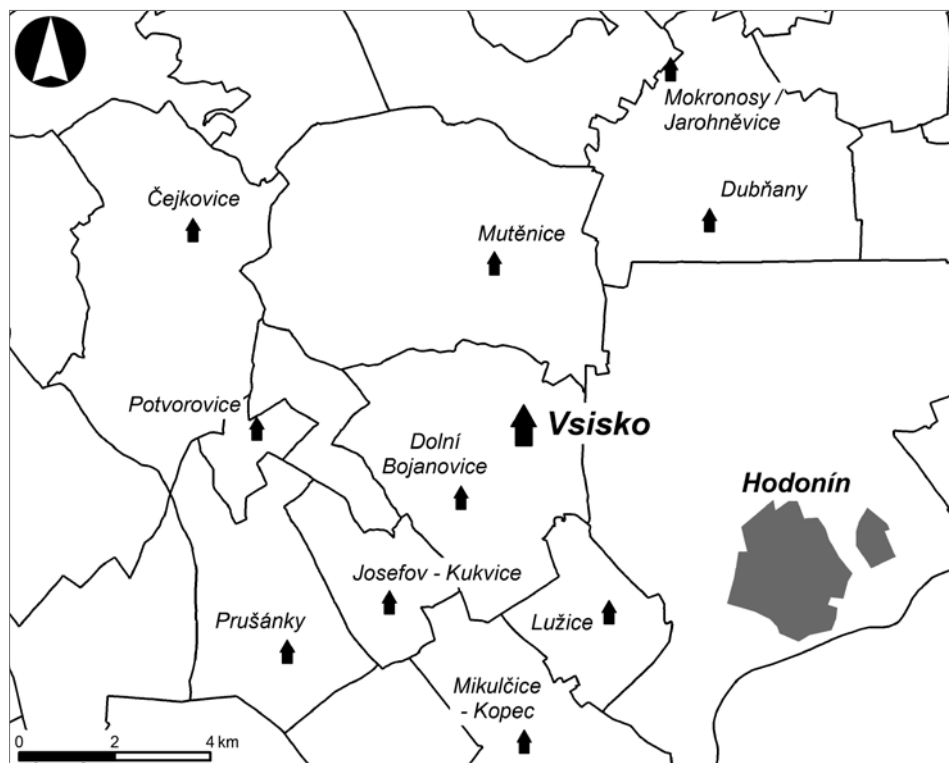 Mokronosy /
Jarohněvice
Čejkovice
Dubňany
Mutěnice
Potvorovice
Vsisko
Dolní
Bojanovice
Hodonín
Josefov - Kukvice
Prušánky
Lužice
Mikulčice
- Kopec
0 2 4 km